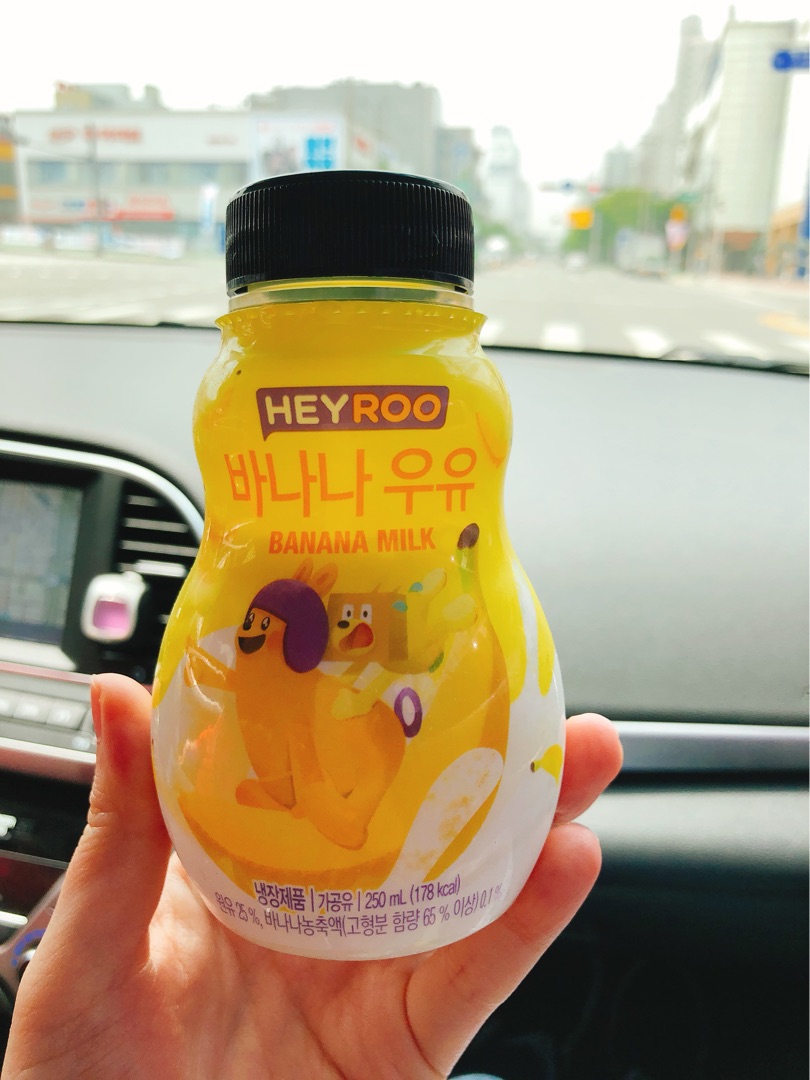 HEYROO
바나나 우유
BANANA MILK
냉장제품 | 가공유 | 250 mL (178 kcal)
원유 25 %, 바나나농축액(고형분 함량 65 % 이상) 0.1 %